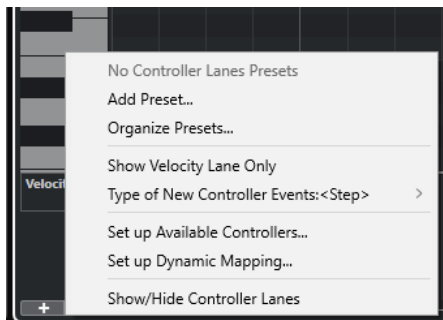 No Controller Lanes Presets
Add Preset...
Organize Presets...
Show Velocity Lane Only
Type of New Controller Events:<Step>
Set up Available Controllers...
Set up Dynamic Mapping...
Show/Hide Controller Lanes